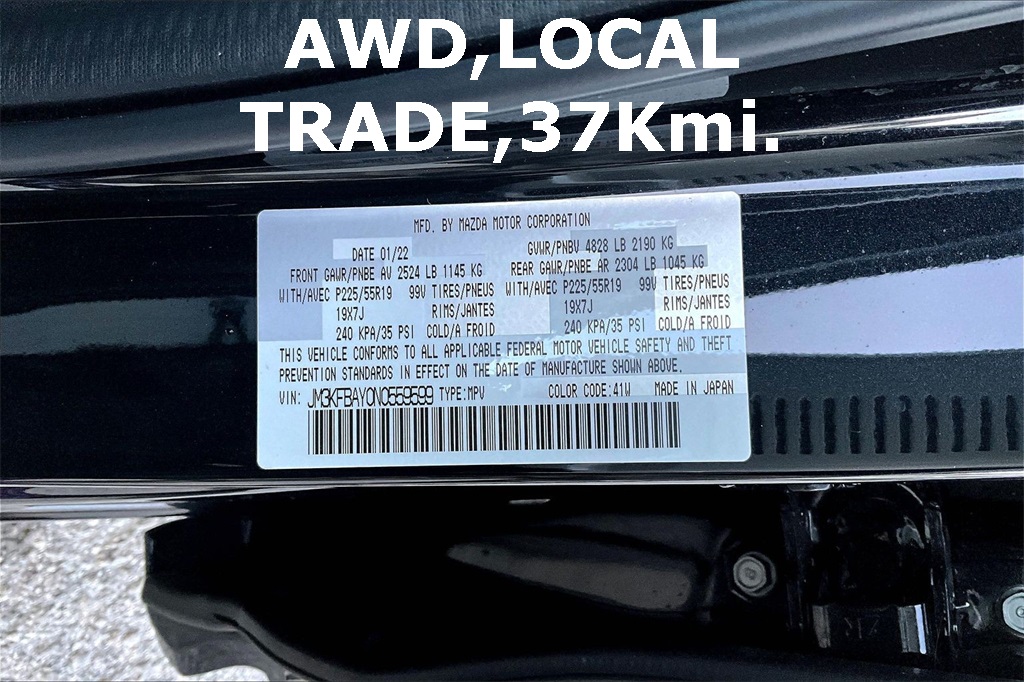 AWD,LOCAL
TRADE,37Kmi.
MFD. BY MAZDA MOTOR CORPORATION
DATE 01/22 GVWR/PNBV 4828 LB 2190 KG
FRONT GAWR/PNBE AV 2524 LB 1145 KG REAR GAWR/PNBE AR 2304 LB 1045 KG
WITH/AVEC P225/55R19 99V TIRES/PNEUS WITH/AVEC P225/55R19 99V TIRES/PNEUS
19X7J RIMS/JANTES 19X7J RIMS/JANTES
240 KPA/35 PSI COLD/A FROID 240 KPA/35 PSI COLD/A FROID
THIS VEHICLE CONFORMS TO ALL APPLICABLE FEDERAL MOTOR VEHICLE SAFETY AND THEFT
PREVENTION STANDARDS IN EFFECT ON THE DATE OF MANUFACTURE SHOWN ABOVE.
VIN: JM3KFBAY0N0559599 TYPE:MPV COLOR CODE:41W MADE IN JAPAN